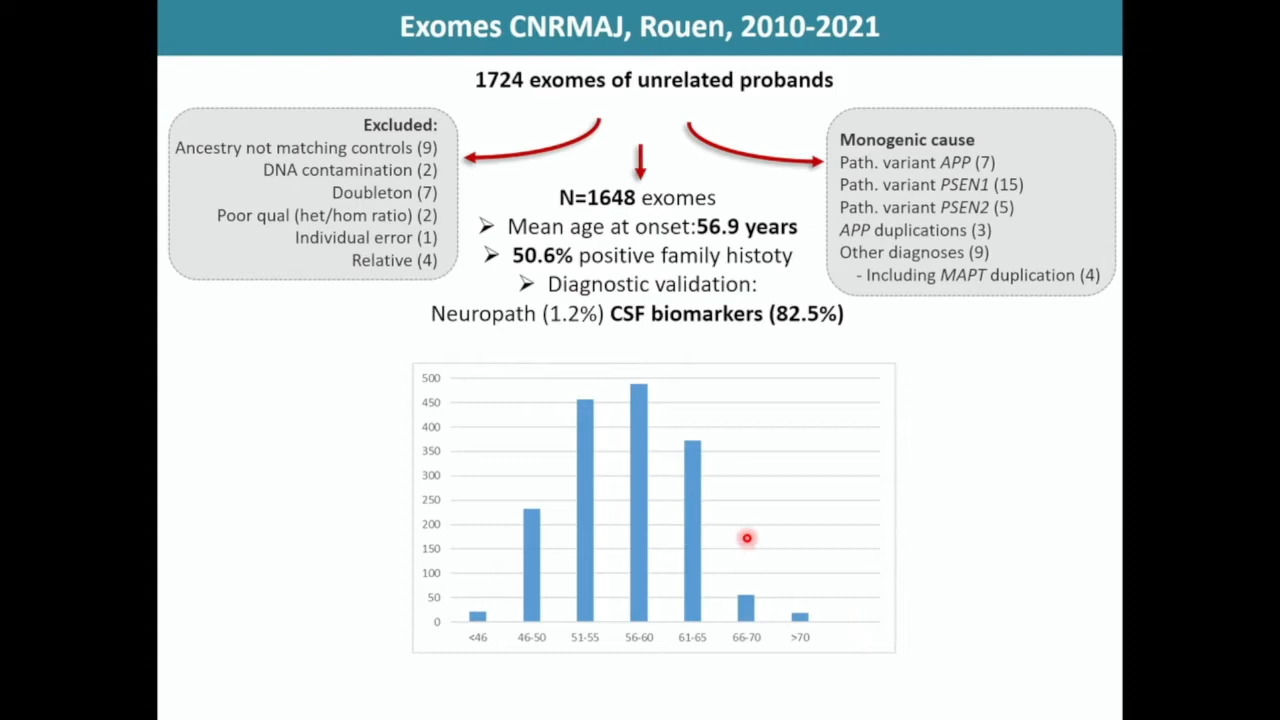 Exomes CNRMAJ, Rouen, 2010-2021
1724 exomes of unrelated probands
Excluded:
Ancestry not matching controls (9)
DNA contamination (2)
Doubleton (7)
Poor qual (het/hom ratio) (2)
Individual error (1)
Relative (4)
N=1648 exomes
Mean age at onset:56.9 years
50.6% positive family histoty
Diagnostic validation:
Neuropath (1.2%) CSF biomarkers (82.5%)
Monogenic cause
Path. variant APP (7)
Path. variant PSEN1 (15)
Path. variant PSEN2 (5)
APP duplications (3)
Other diagnoses (9)
- Including MAPT duplication (4)
500
450
400
350
300
250
200
150
100
50
0
<46 46-50 51-55 56-60 61-65 66-70 >70